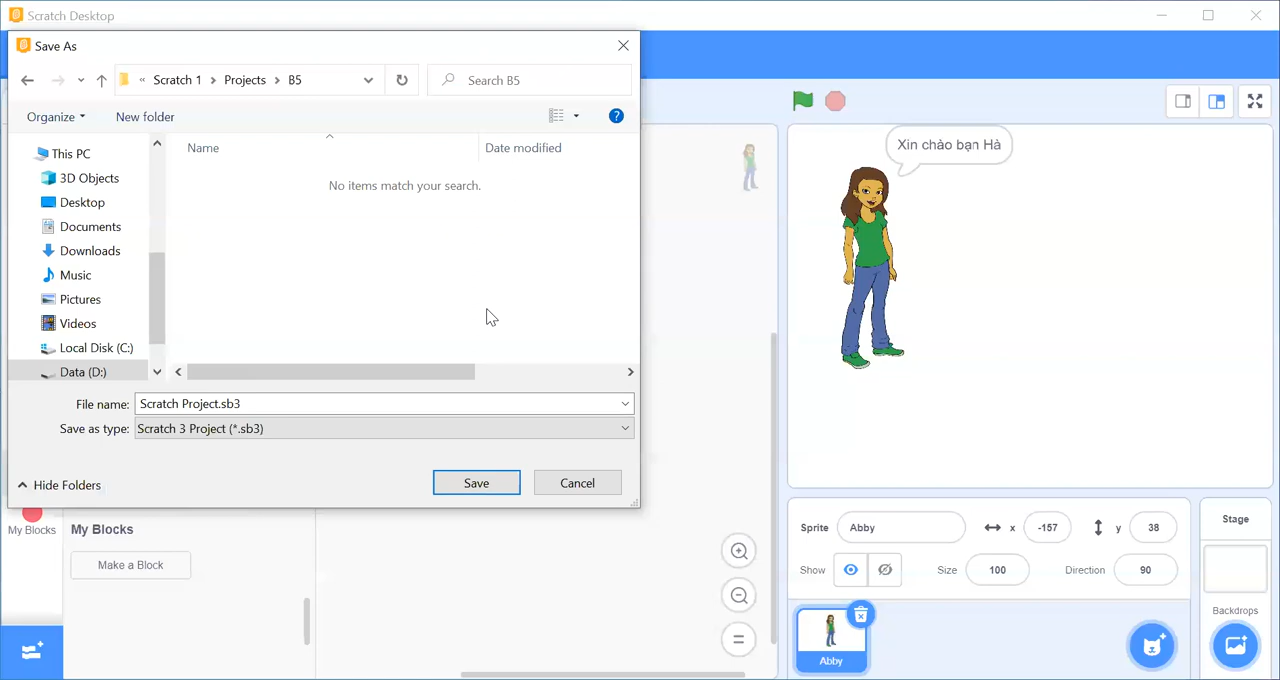 Scratch Desktop
Save As
« Scratch 1 > Projects > B5
Search B5
Organize
New folder
Name
Date modified
No items match your search.
This PC
3D Objects
Desktop
Documents
Downloads
Music
Pictures
Videos
Local Disk (C:)
Data (D:)
File name: Scratch Project.sb3
Save as type: Scratch 3 Project (*.sb3)
Hide Folders
Save
Cancel
My Blocks
My Blocks
Make a Block
Xin chào bạn Hà
Sprite Abby x -157 y 38
Show Size 100 Direction 90
Abby
Stage
Backdrops